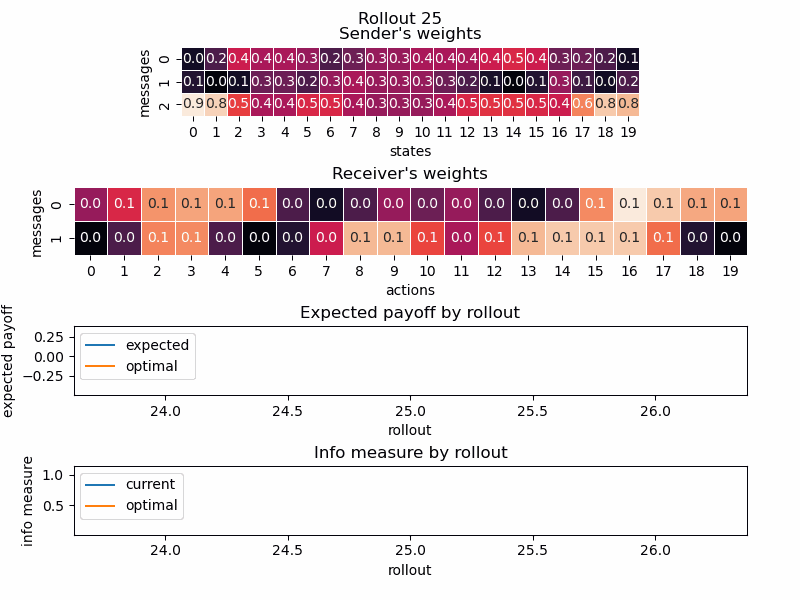 Rollout 25
Sender's weights
messages
0 0.0 0.2 0.4 0.4 0.4 0.3 0.2 0.3 0.3 0.3 0.3 0.4 0.4 0.4 0.5 0.4 0.3 0.2 0.2 0.1
1 0.1 0.0 0.1 0.3 0.3 0.2 0.3 0.4 0.3 0.3 0.3 0.3 0.2 0.1 0.0 0.1 0.3 0.1 0.0 0.2
2 0.9 0.8 0.5 0.4 0.4 0.5 0.5 0.4 0.4 0.3 0.3 0.4 0.5 0.5 0.5 0.5 0.4 0.6 0.8 0.8
0 1 2 3 4 5 6 7 8 9 10 11 12 13 14 15 16 17 18 19
states
Receiver's weights
messages
0 0.0 0.1 0.1 0.1 0.1 0.1 0.0 0.0 0.0 0.0 0.0 0.0 0.0 0.0 0.0 0.1 0.1 0.1 0.1 0.1
1 0.0 0.0 0.1 0.1 0.0 0.0 0.0 0.0 0.1 0.1 0.1 0.0 0.1 0.1 0.1 0.1 0.1 0.1 0.0 0.0
0 1 2 3 4 5 6 7 8 9 10 11 12 13 14 15 16 17 18 19
actions
Expected payoff by rollout
expected payoff
0.25
0.00
−0.25
expected
optimal
24.0 24.5 25.0 25.5 26.0
rollout
Info measure by rollout
info measure
1.0
0.5
current
optimal
24.0 24.5 25.0 25.5 26.0
rollout